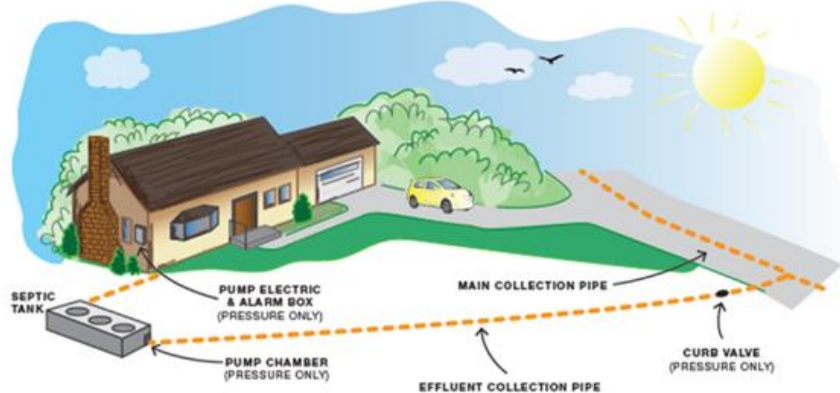 SEPTIC
TANK
PUMP ELECTRIC
& ALARM BOX
(PRESSURE ONLY)
MAIN COLLECTION PIPE
PUMP CHAMBER
(PRESSURE ONLY)
EFFLUENT COLLECTION PIPE
CURB VALVE
(PRESSURE ONLY)